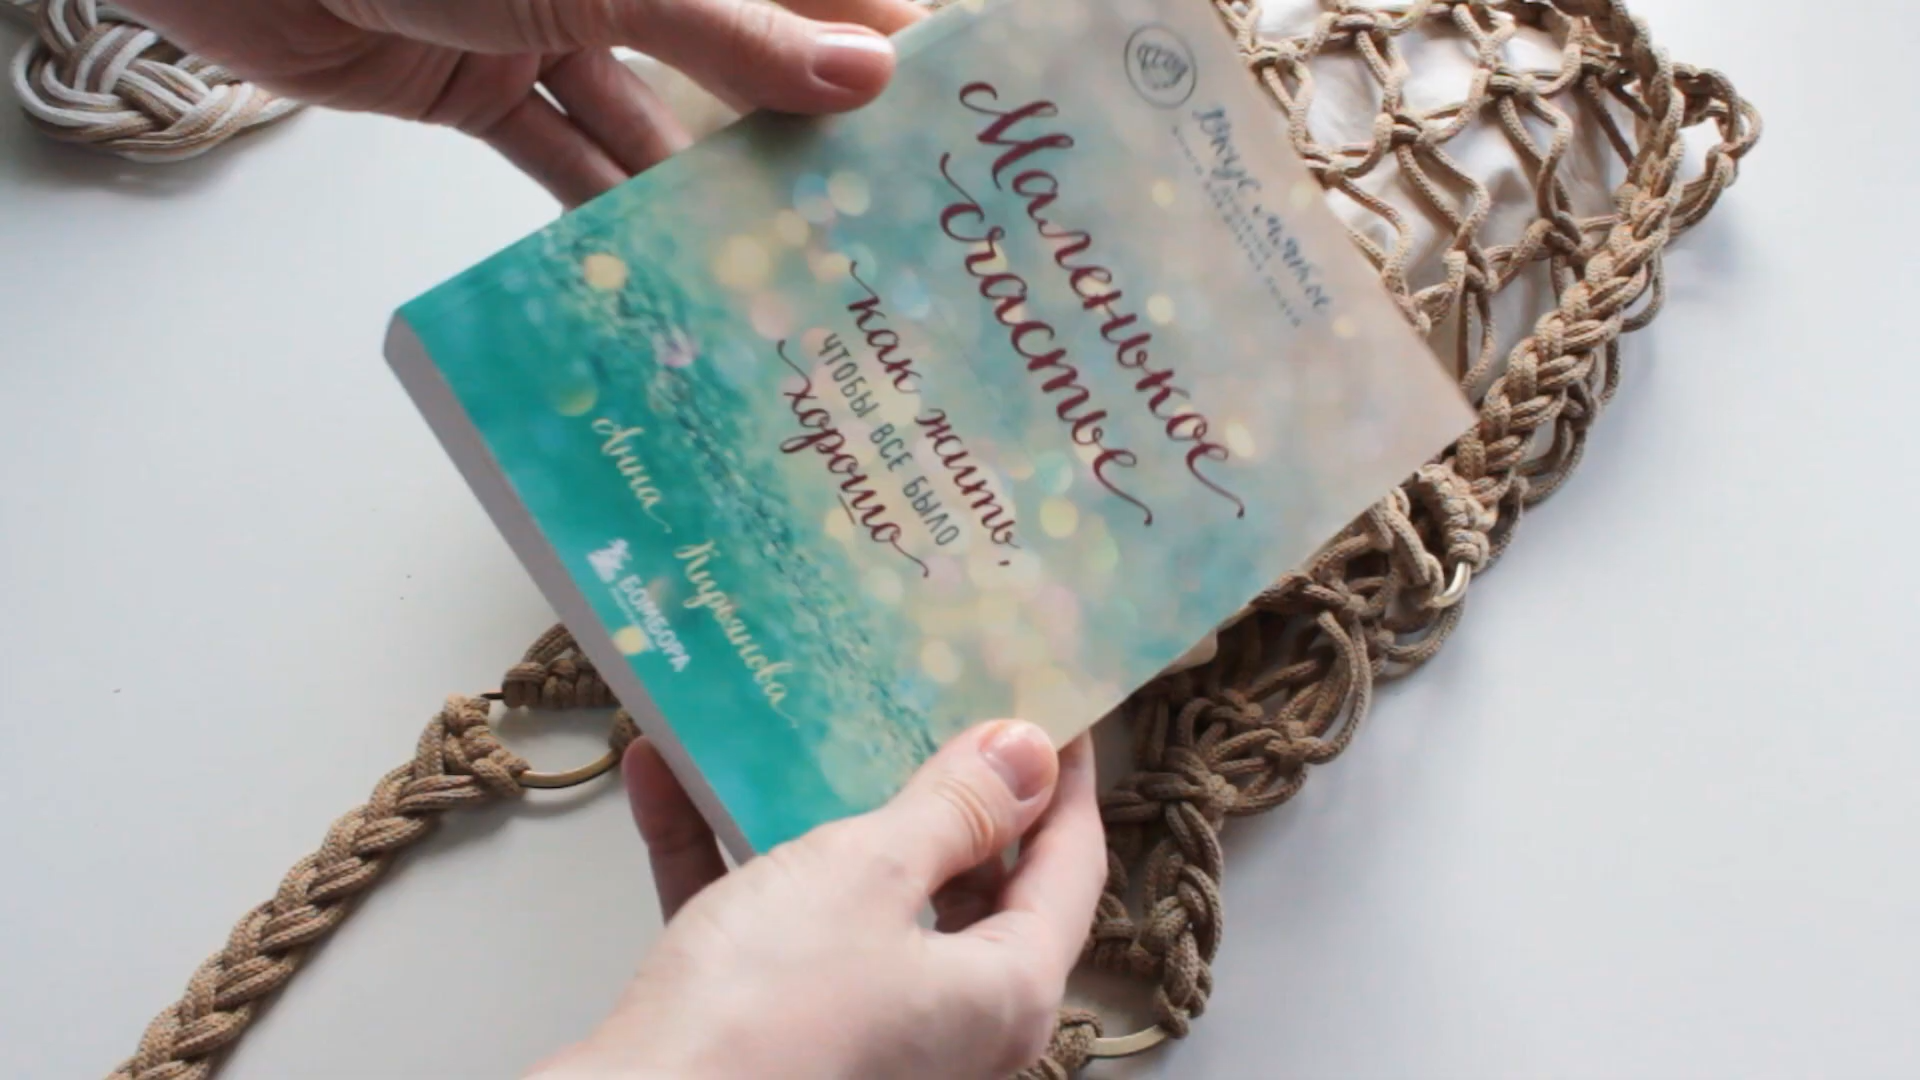 Маленькое
счастье
как жить,
ЧТОБЫ ВСЕ БЫЛО
хорошо
Анна Кирьянова
БОМБОРА